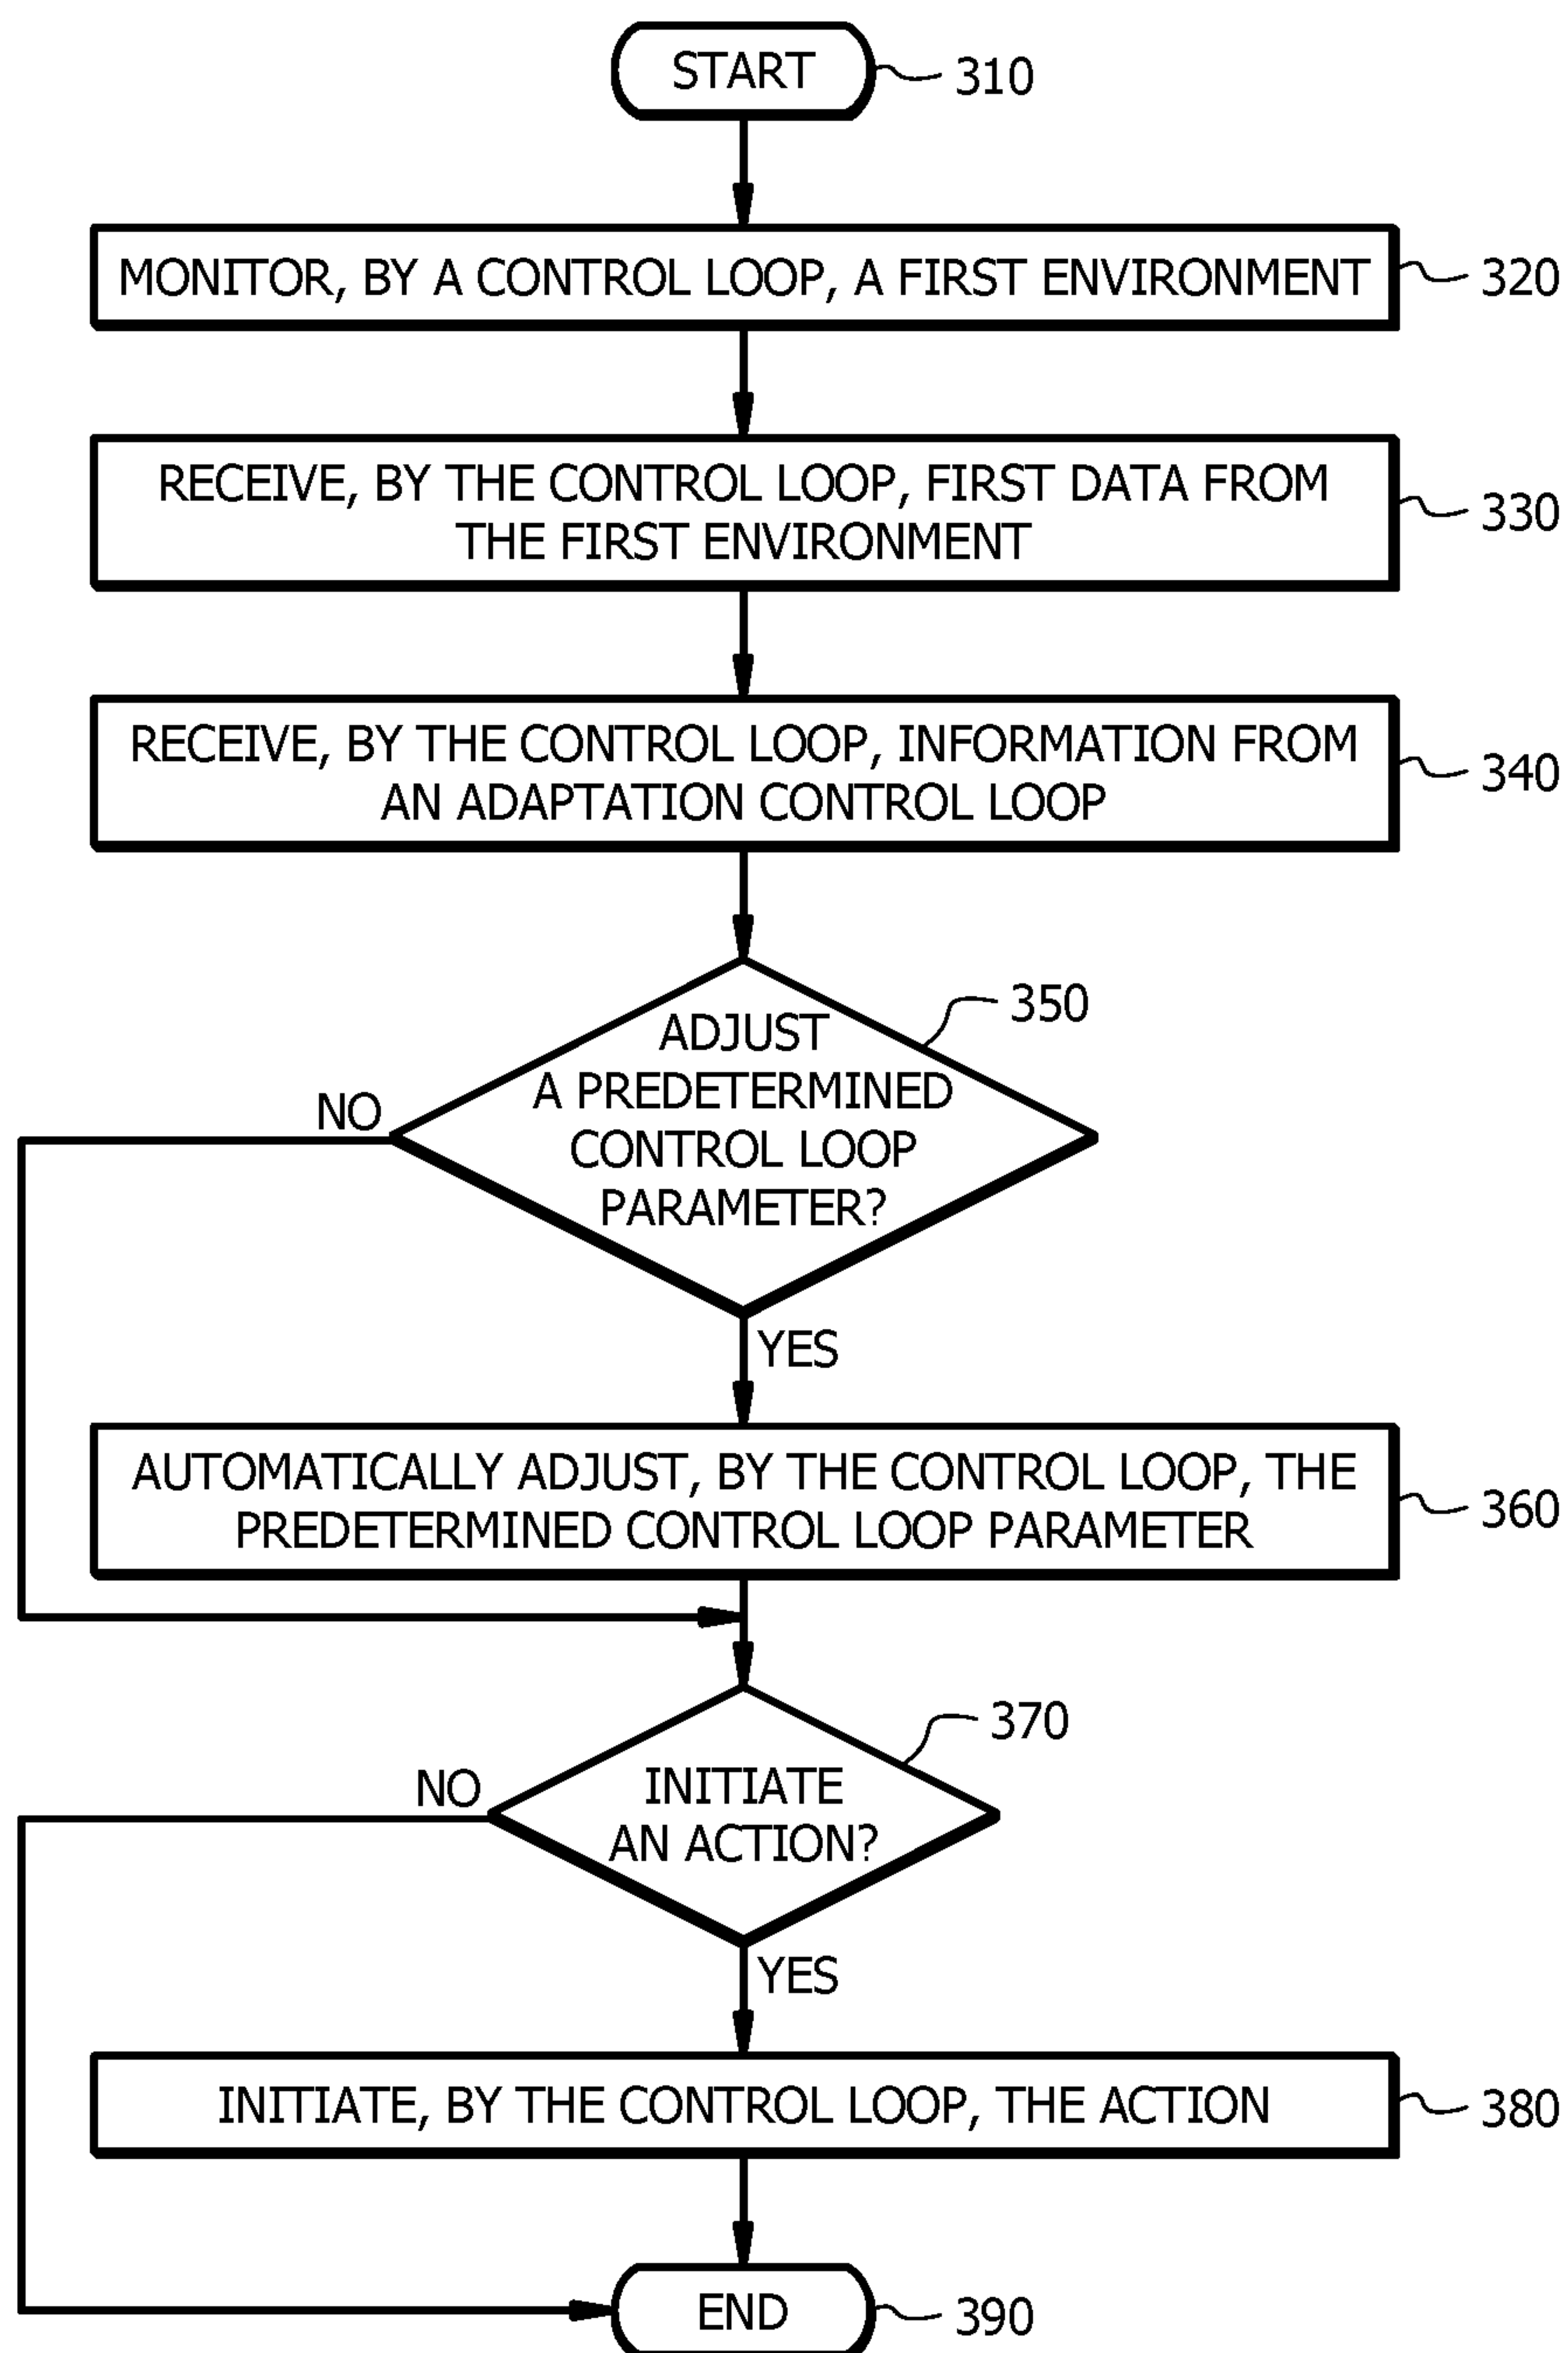 START
310
MONITOR, BY A CONTROL LOOP, A FIRST ENVIRONMENT
320
RECEIVE, BY THE CONTROL LOOP, FIRST DATA FROM
THE FIRST ENVIRONMENT
330
RECEIVE, BY THE CONTROL LOOP, INFORMATION FROM
AN ADAPTATION CONTROL LOOP
340
350
ADJUST
A PREDETERMINED
CONTROL LOOP
PARAMETER?
NO
YES
AUTOMATICALLY ADJUST, BY THE CONTROL LOOP, THE
PREDETERMINED CONTROL LOOP PARAMETER
360
370
INITIATE
AN ACTION?
NO
YES
INITIATE, BY THE CONTROL LOOP, THE ACTION
380
END
390